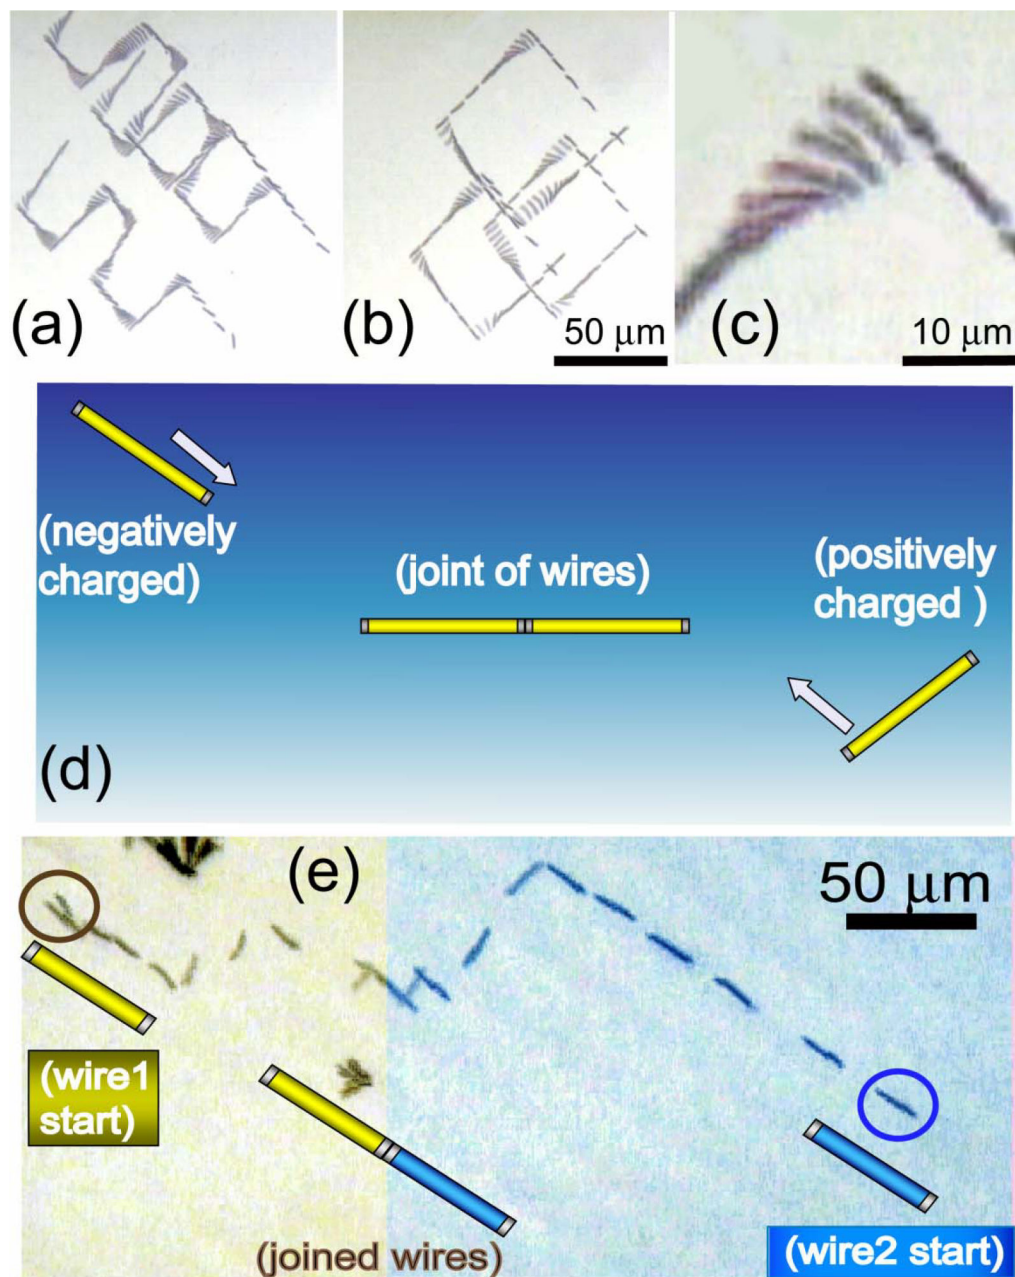 (a)
(b)
50 μm
(c)
10 μm
(negatively
charged)
(joint of wires)
(positively
charged )
(d)
(e)
50 μm
(wire1
start)
(joined wires)
(wire2 start)